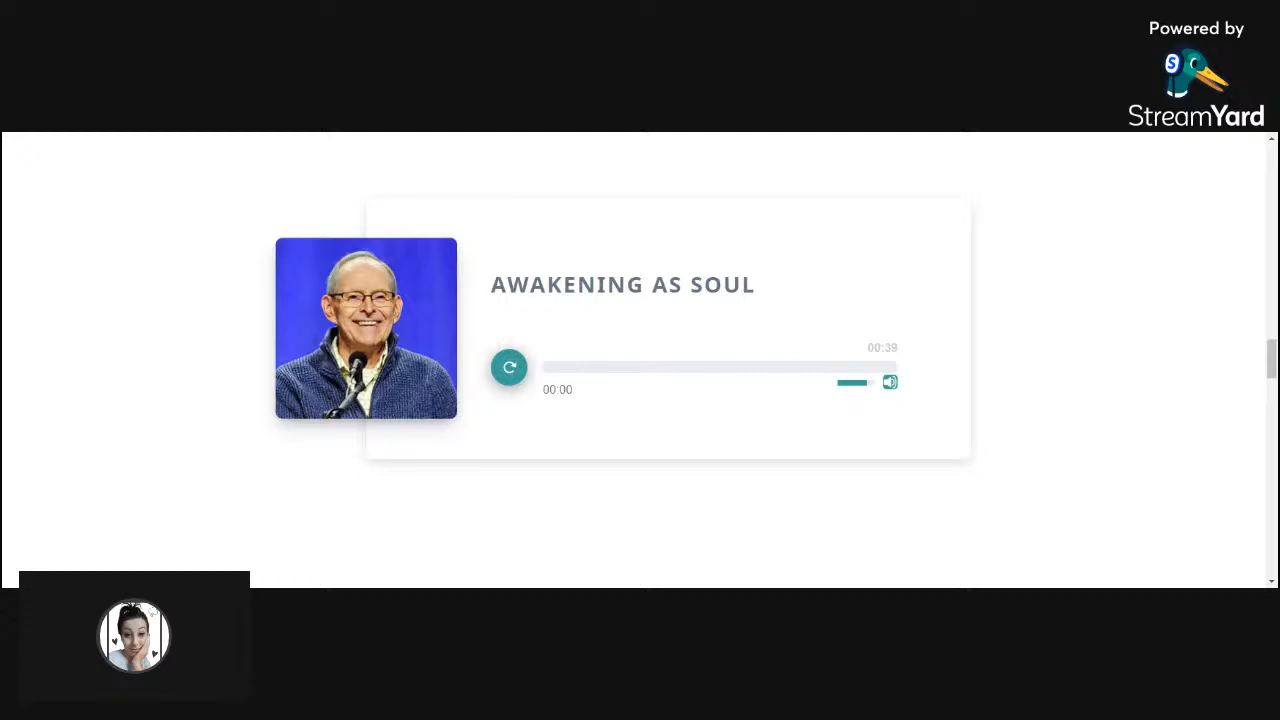 Powered by
StreamYard
AWAKENING AS SOUL
00:39
00:00